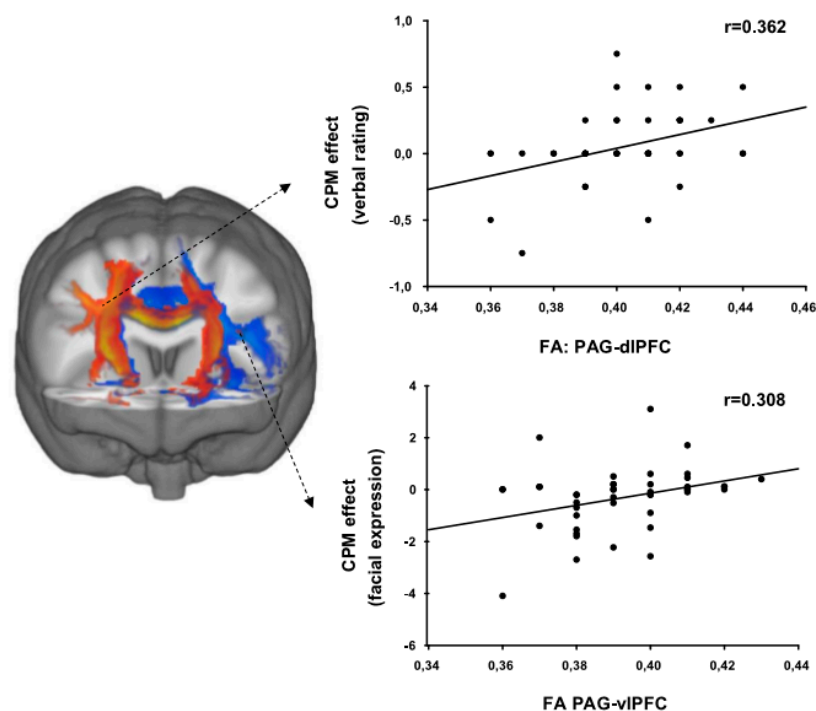 r=0.362
CPM effect
(verbal rating)
1,0
0,5
0,0
-0,5
-1,0
0,34 0,36 0,38 0,40 0,42 0,44 0,46
FA: PAG-dlPFC
r=0.308
CPM effect
(facial expression)
4
2
0
-2
-4
-6
0,34 0,36 0,38 0,40 0,42 0,44
FA PAG-vlPFC